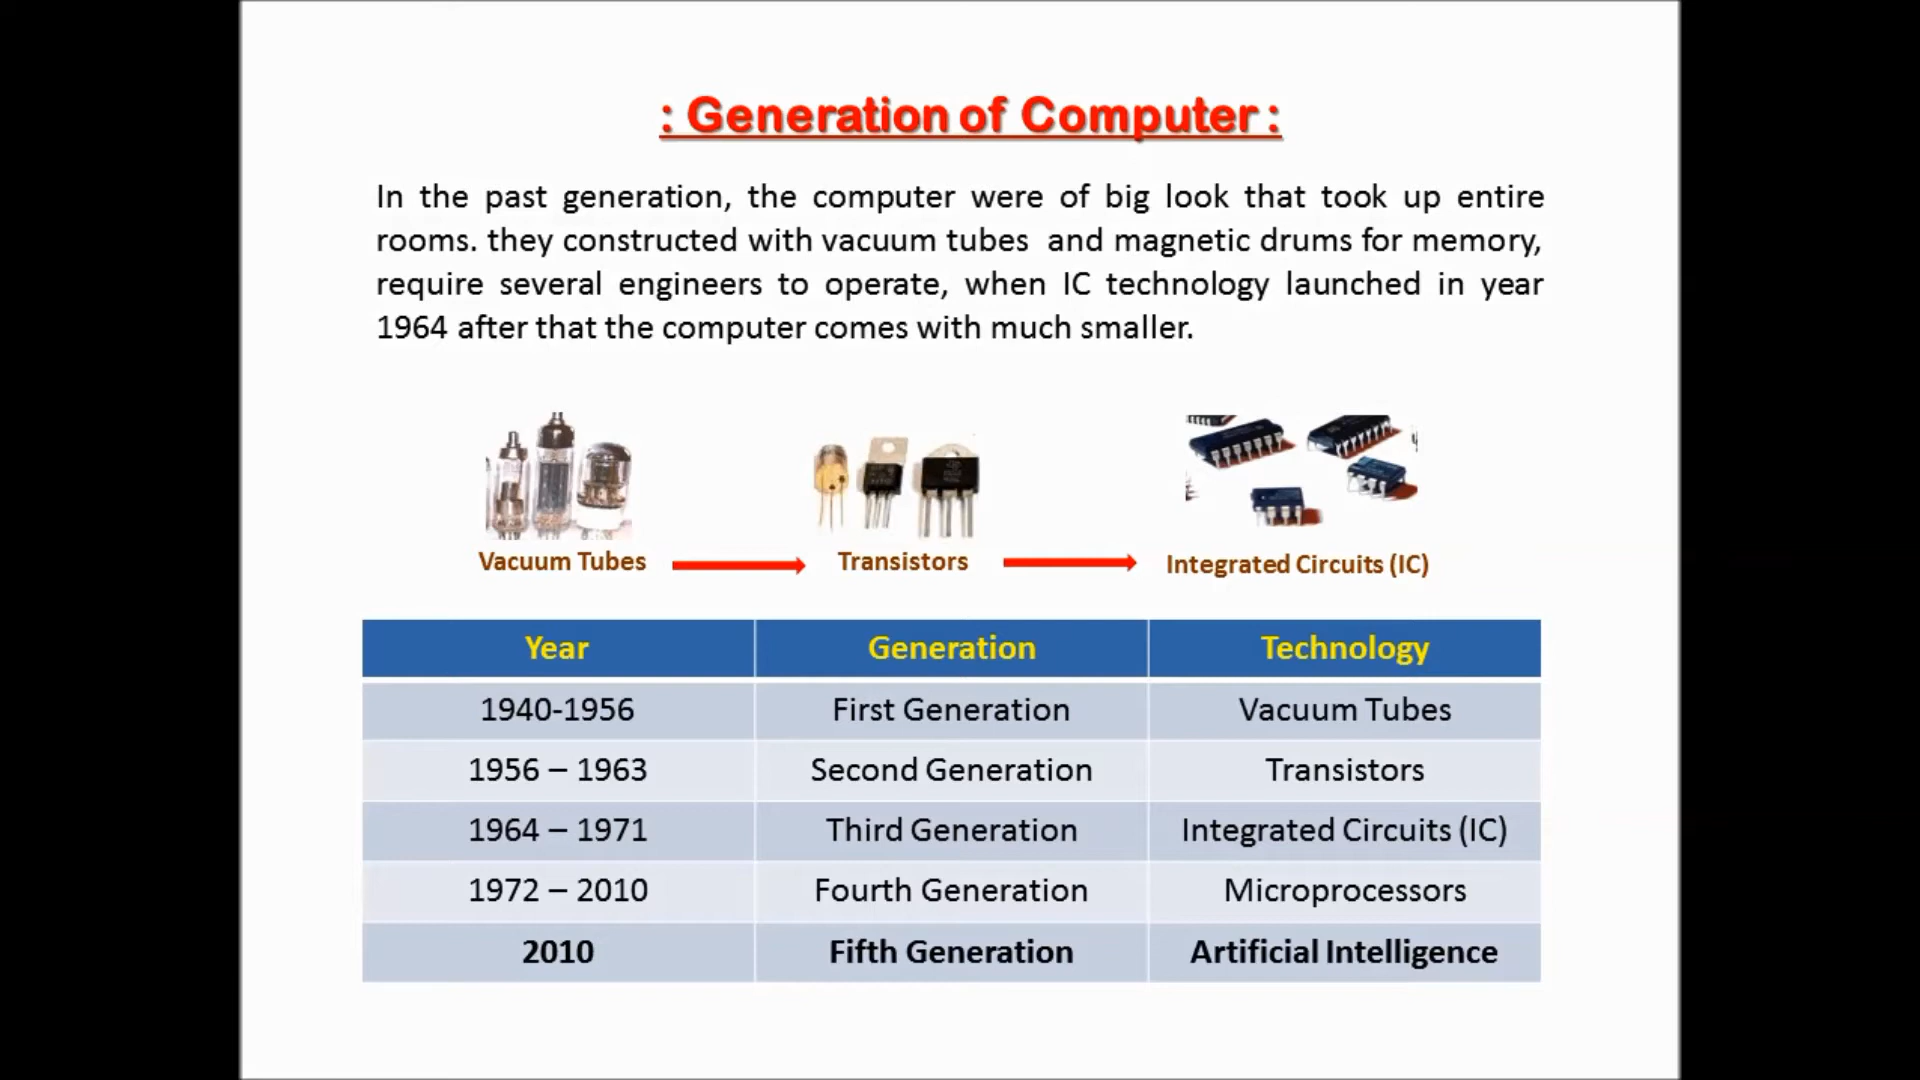 : Generation of Computer :
In the past generation, the computer were of big look that took up entire
rooms. they constructed with vacuum tubes and magnetic drums for memory,
require several engineers to operate, when IC technology launched in year
1964 after that the computer comes with much smaller.
Vacuum Tubes
Transistors
Integrated Circuits (IC)
Year Generation Technology
1940-1956 First Generation Vacuum Tubes
1956 – 1963 Second Generation Transistors
1964 – 1971 Third Generation Integrated Circuits (IC)
1972 – 2010 Fourth Generation Microprocessors
2010 Fifth Generation Artificial Intelligence